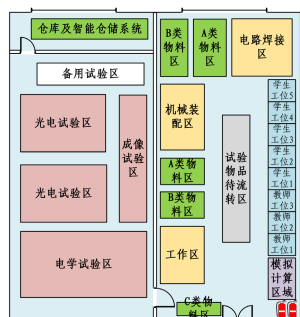 仓库及智能仓储系统
B类物
料区
A类物
料区
电路焊接
区
备用试验区
光电试验区
成像
试验
区
机械装
配区
试验
物品
待流
转区
学生
工位5
学生
工位4
学生
工位3
学生
工位2
学生
工位1
教师
工位3
教师
工位2
教师
工位1
A类物
料区
光电试验区
B类物
料区
电学试验区
工作区
模拟
计算
区域
C类物
料区